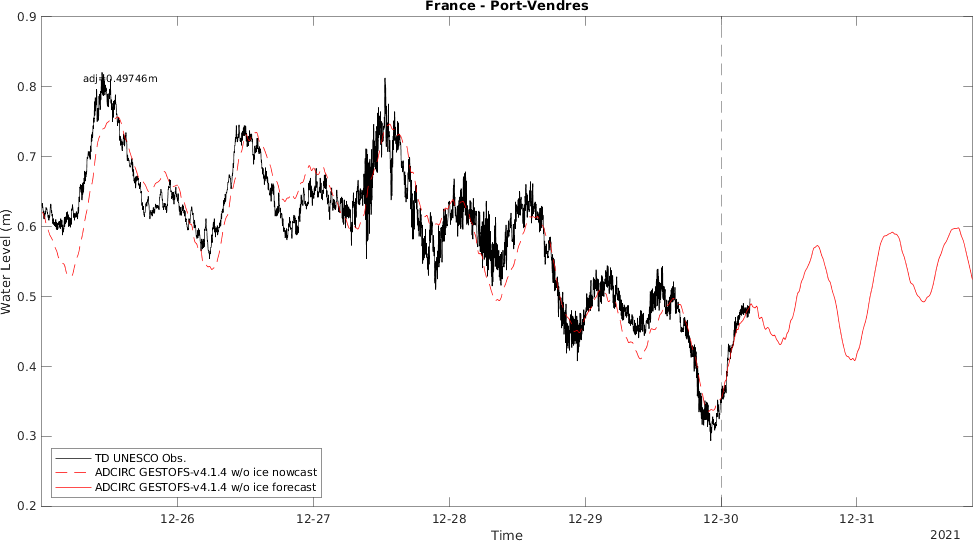 France - Port-Vendres
0.9
0.8
0.7
0.6
0.5
0.4
0.3
0.2
Water Level (m)
adj=0.49746m
TD UNESCO Obs.
ADCIRC GESTOFS-v4.1.4 w/o ice nowcast
ADCIRC GESTOFS-v4.1.4 w/o ice forecast
12-26
12-27
12-28
12-29
12-30
12-31
Time
2021